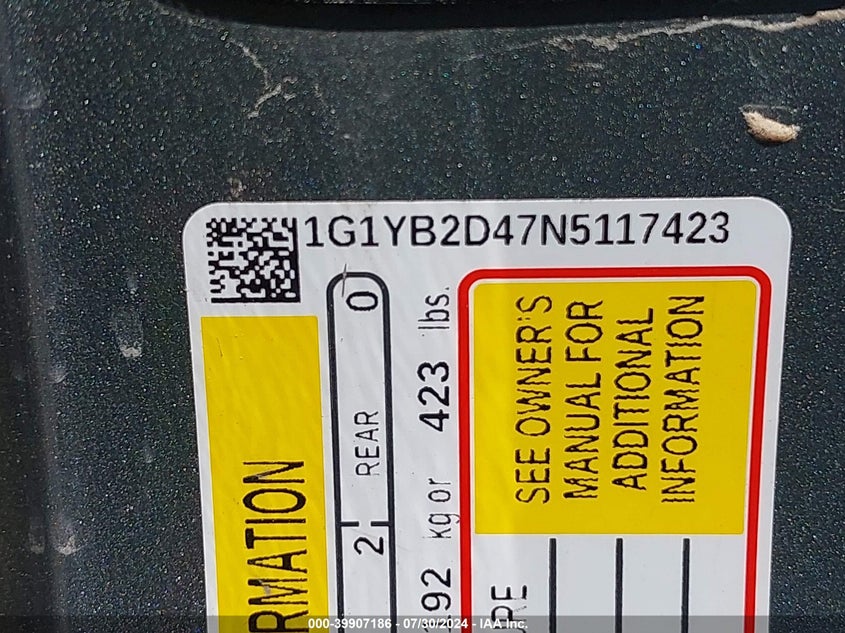 1G1YB2D47N5117423
RMATION
2 REAR 0
192 kg or 423 lbs.
SEE OWNER'S
MANUAL FOR
ADDITIONAL
INFORMATION
000-39907186 - 07/30/2024 - IAA Inc.